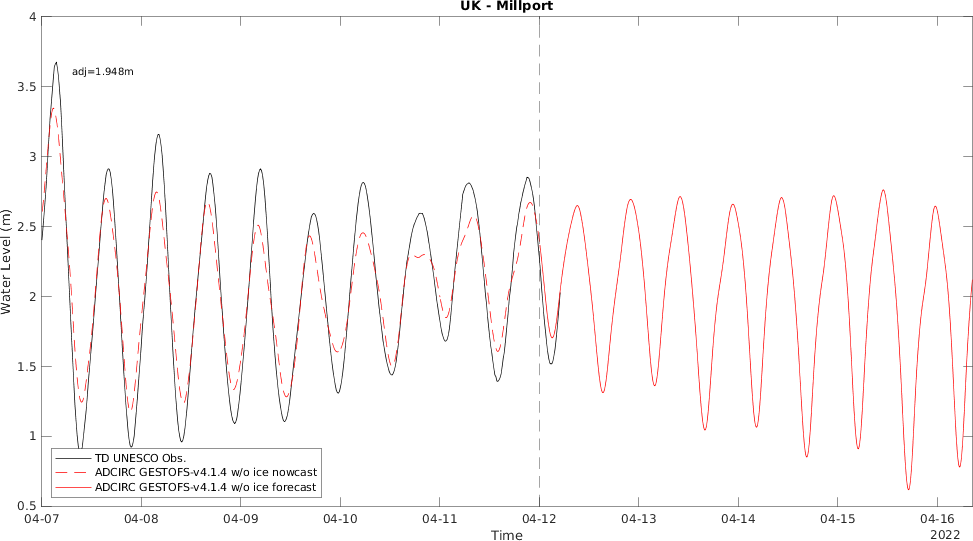 UK - Millport
adj=1.948m
Water Level (m)
4
3.5
3
2.5
2
1.5
1
0.5
TD UNESCO Obs.
ADCIRC GESTOFS-v4.1.4 w/o ice nowcast
ADCIRC GESTOFS-v4.1.4 w/o ice forecast
04-07 04-08 04-09 04-10 04-11 04-12 04-13 04-14 04-15 04-16
Time
2022